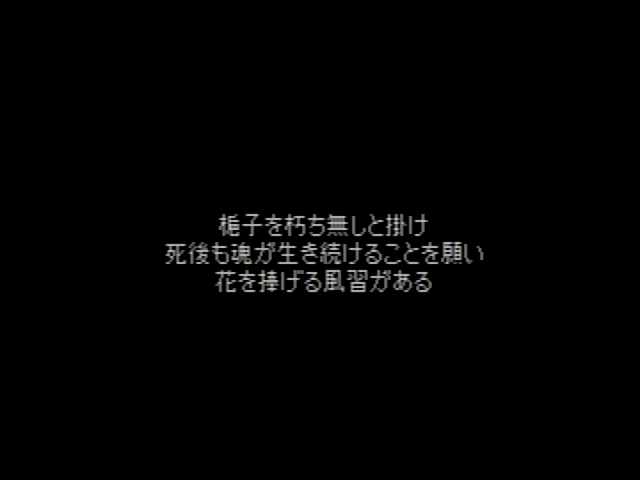 梔子を朽ち無しと掛け
死後も魂が生き続けることを願い
花を捧げる風習がある